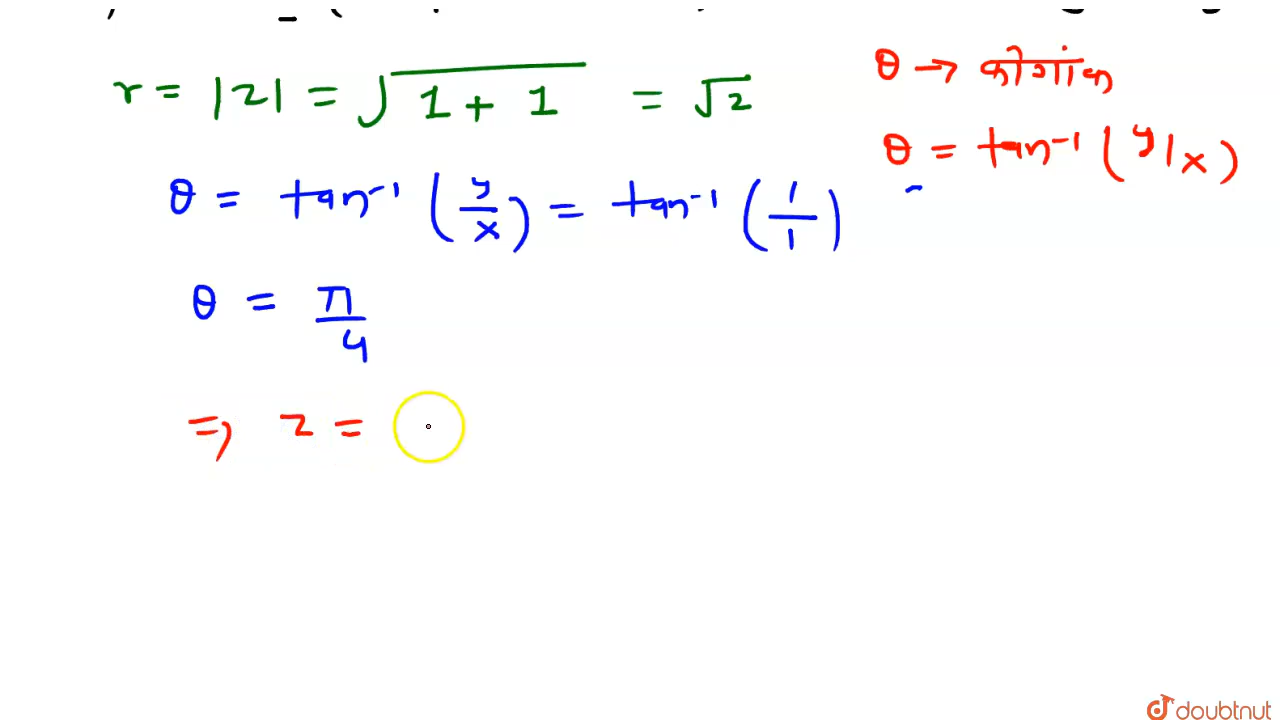 r = |z| = √1 + 1 = √2
θ → कोणांक
θ = tan⁻¹ (y/x)
θ = tan⁻¹ (y/x) = tan⁻¹ (1/1)
θ = π/4
⇒ z =
doubtnut